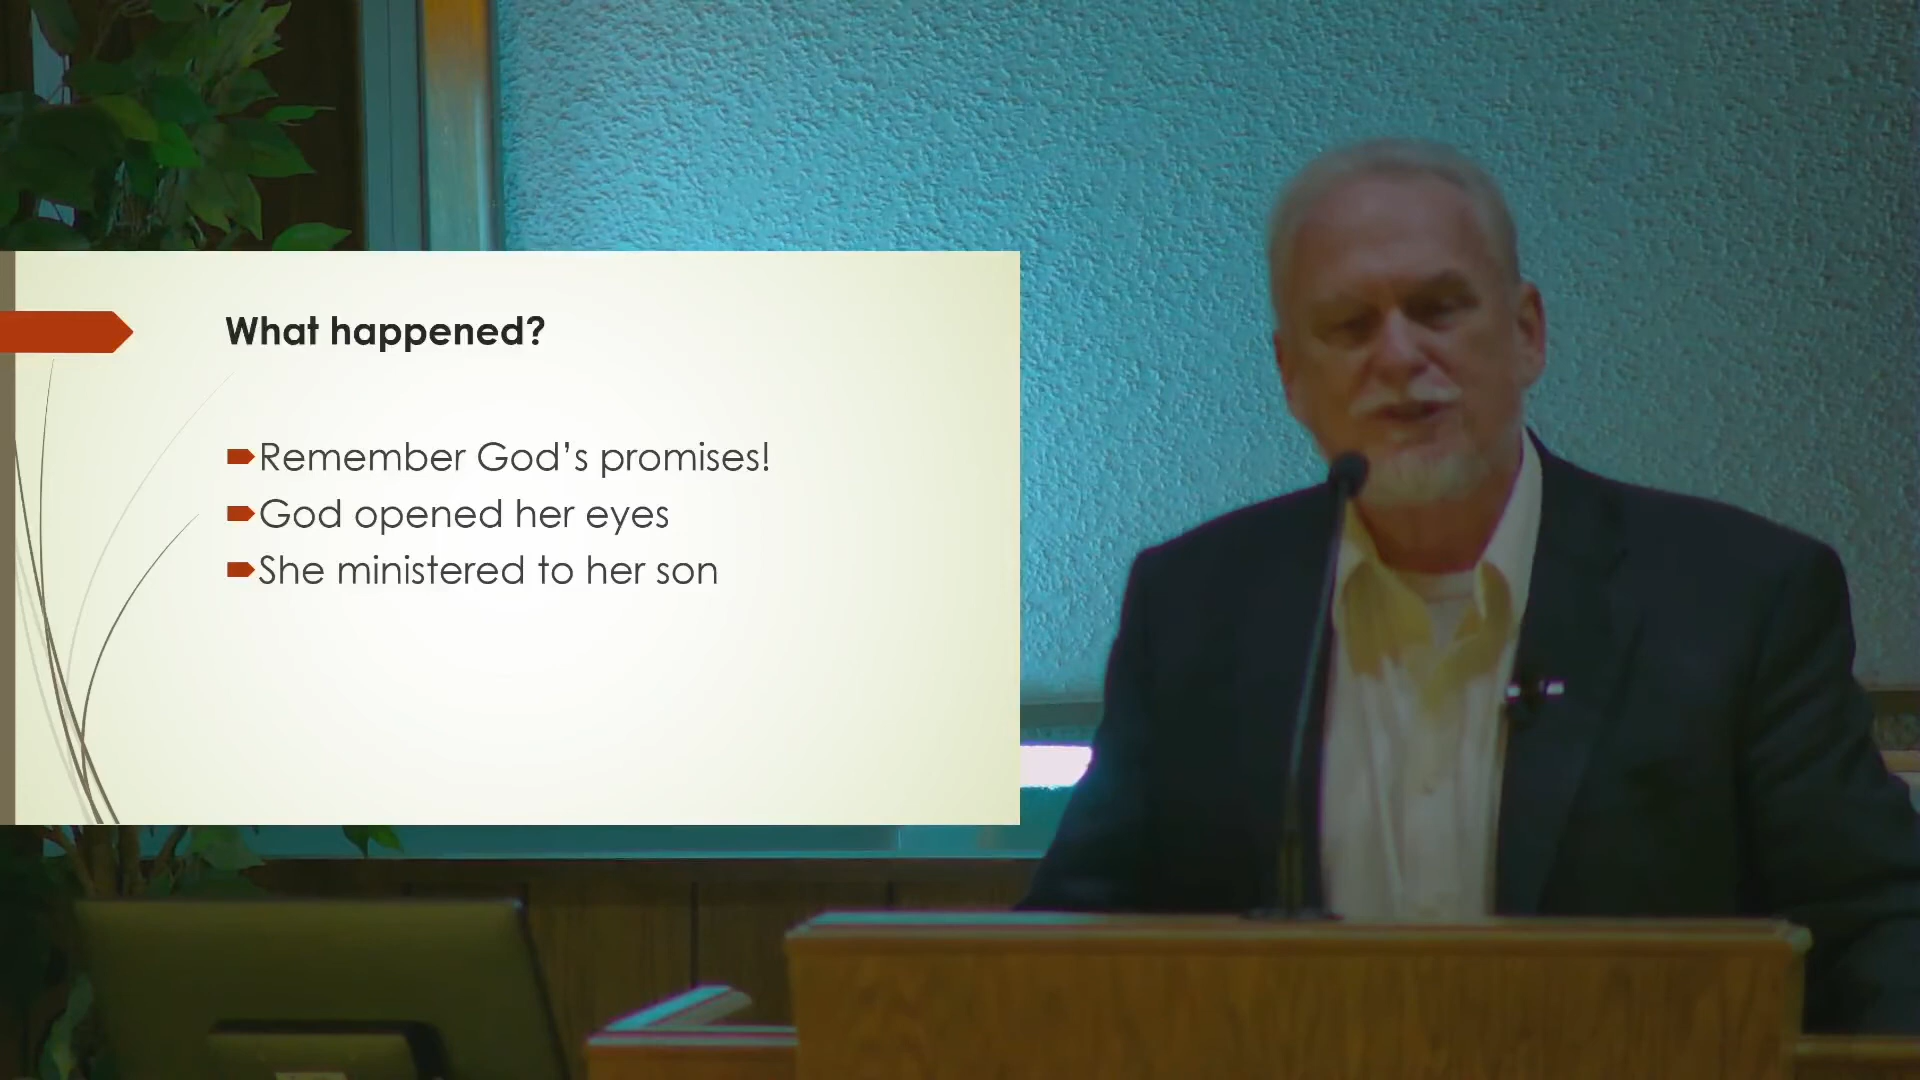 What happened?
Remember God's promises!
God opened her eyes
She ministered to her son